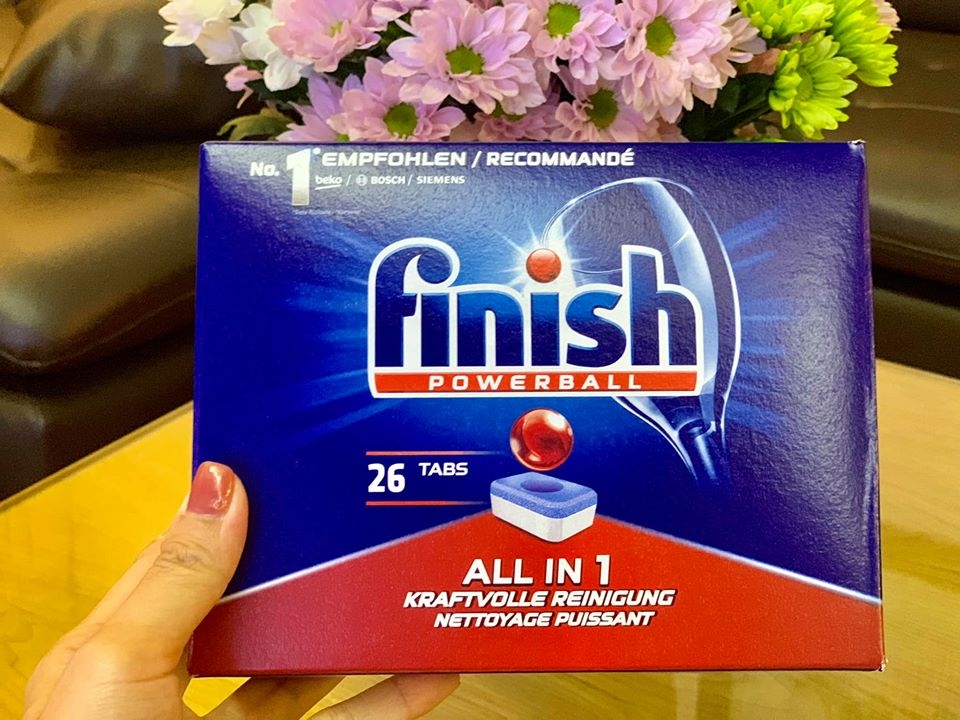 No. 1* EMPFOHLEN / RECOMMANDÉ
beko / BOSCH / SIEMENS
finish
POWERBALL
26 TABS
ALL IN 1
KRAFTVOLLE REINIGUNG
NETTOYAGE PUISSANT